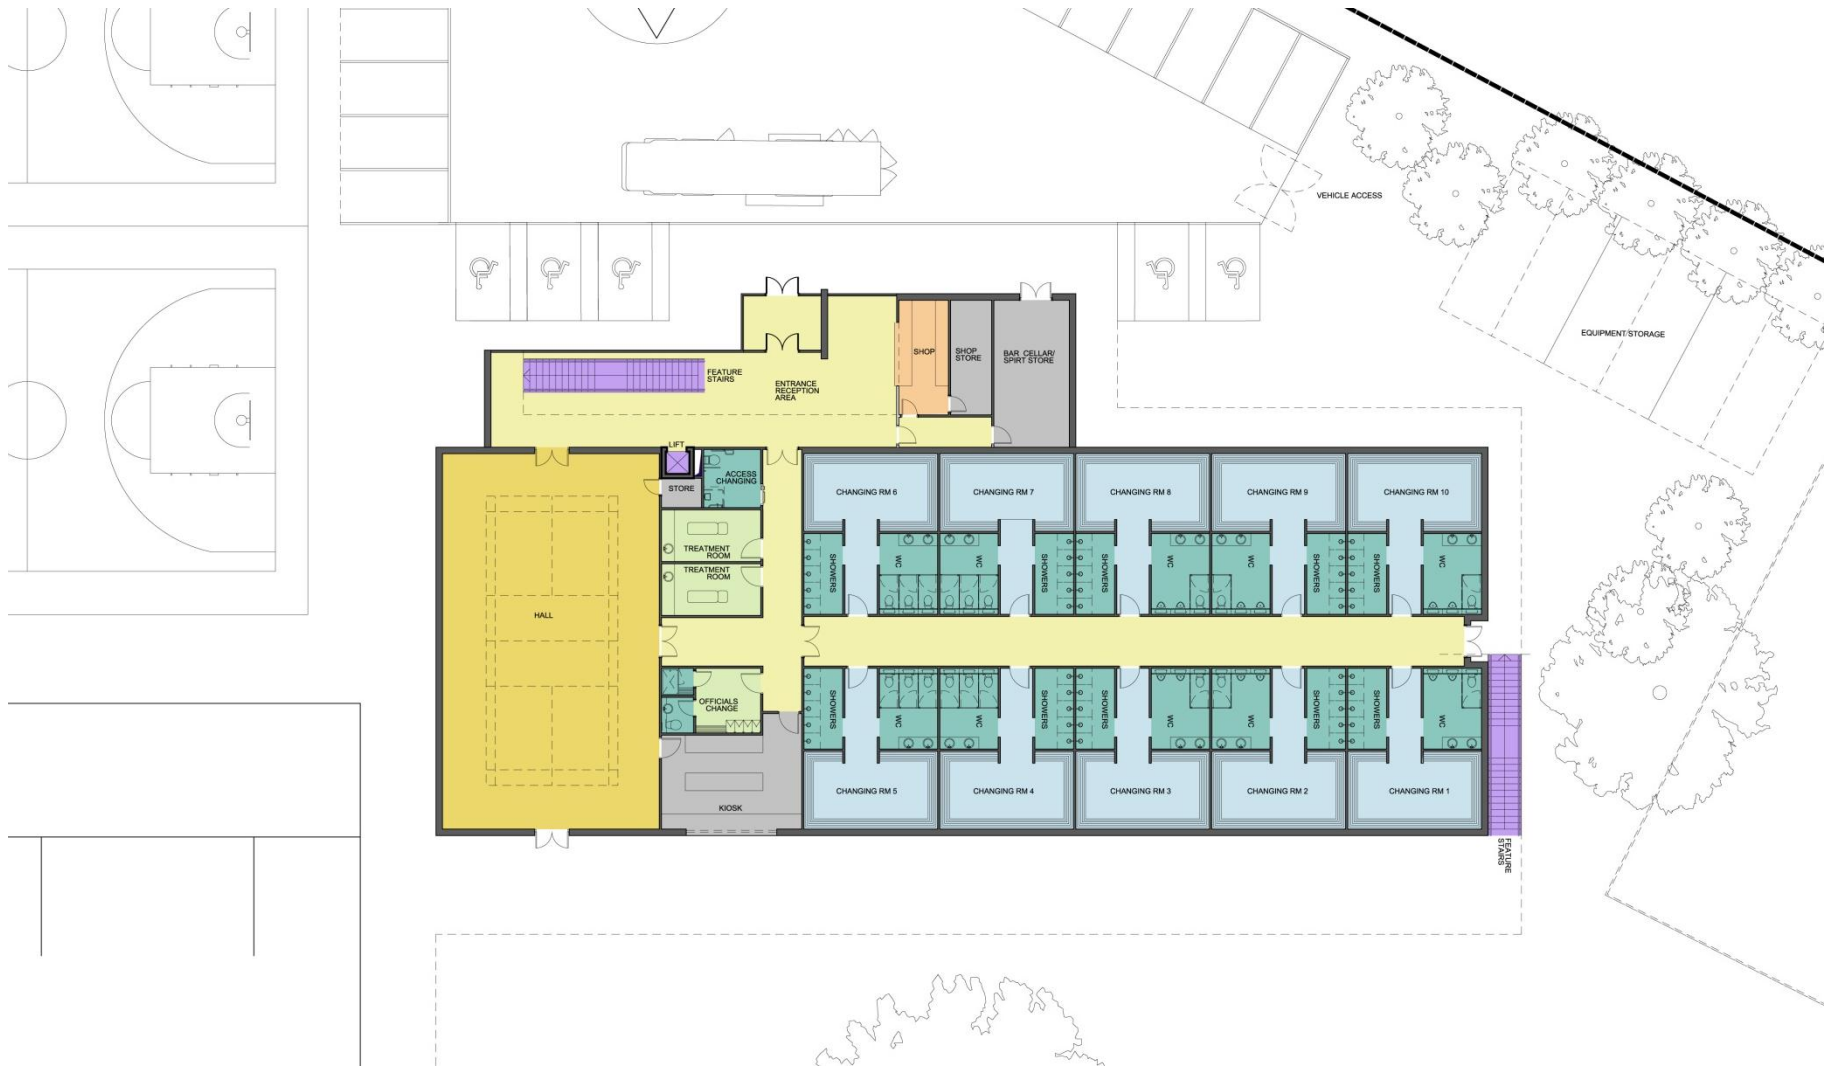 VEHICLE ACCESS
EQUIPMENT/STORAGE
SHOP
SHOP
STORE
BAR CELLAR/
SPIRT STORE
FEATURE
STAIRS
ENTRANCE
RECEPTION
AREA
LIFT
STORE
ACCESS
CHANGING
CHANGING RM 6
CHANGING RM 7
CHANGING RM 8
CHANGING RM 9
CHANGING RM 10
TREATMENT
ROOM
TREATMENT
ROOM
SHOWERS
WC
WC
SHOWERS
SHOWERS
WC
WC
SHOWERS
SHOWERS
WC
HALL
OFFICIALS
CHANGE
SHOWERS
WC
WC
SHOWERS
SHOWERS
WC
WC
SHOWERS
SHOWERS
WC
KIOSK
CHANGING RM 5
CHANGING RM 4
CHANGING RM 3
CHANGING RM 2
CHANGING RM 1
FEATURE
STAIRS